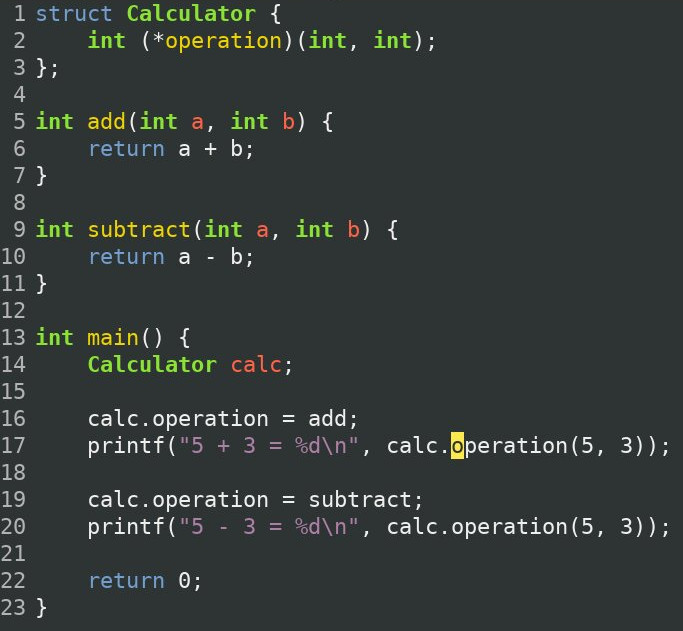 1 struct Calculator {
2     int (*operation)(int, int);
3 };
4
5 int add(int a, int b) {
6     return a + b;
7 }
8
9 int subtract(int a, int b) {
10     return a - b;
11 }
12
13 int main() {
14     Calculator calc;
15
16     calc.operation = add;
17     printf("5 + 3 = %d\n", calc.operation(5, 3));
18
19     calc.operation = subtract;
20     printf("5 - 3 = %d\n", calc.operation(5, 3));
21
22     return 0;
23 }